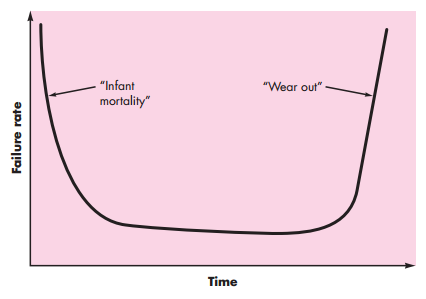 “Infant
mortality”
“Wear out”
Failure rate
Time